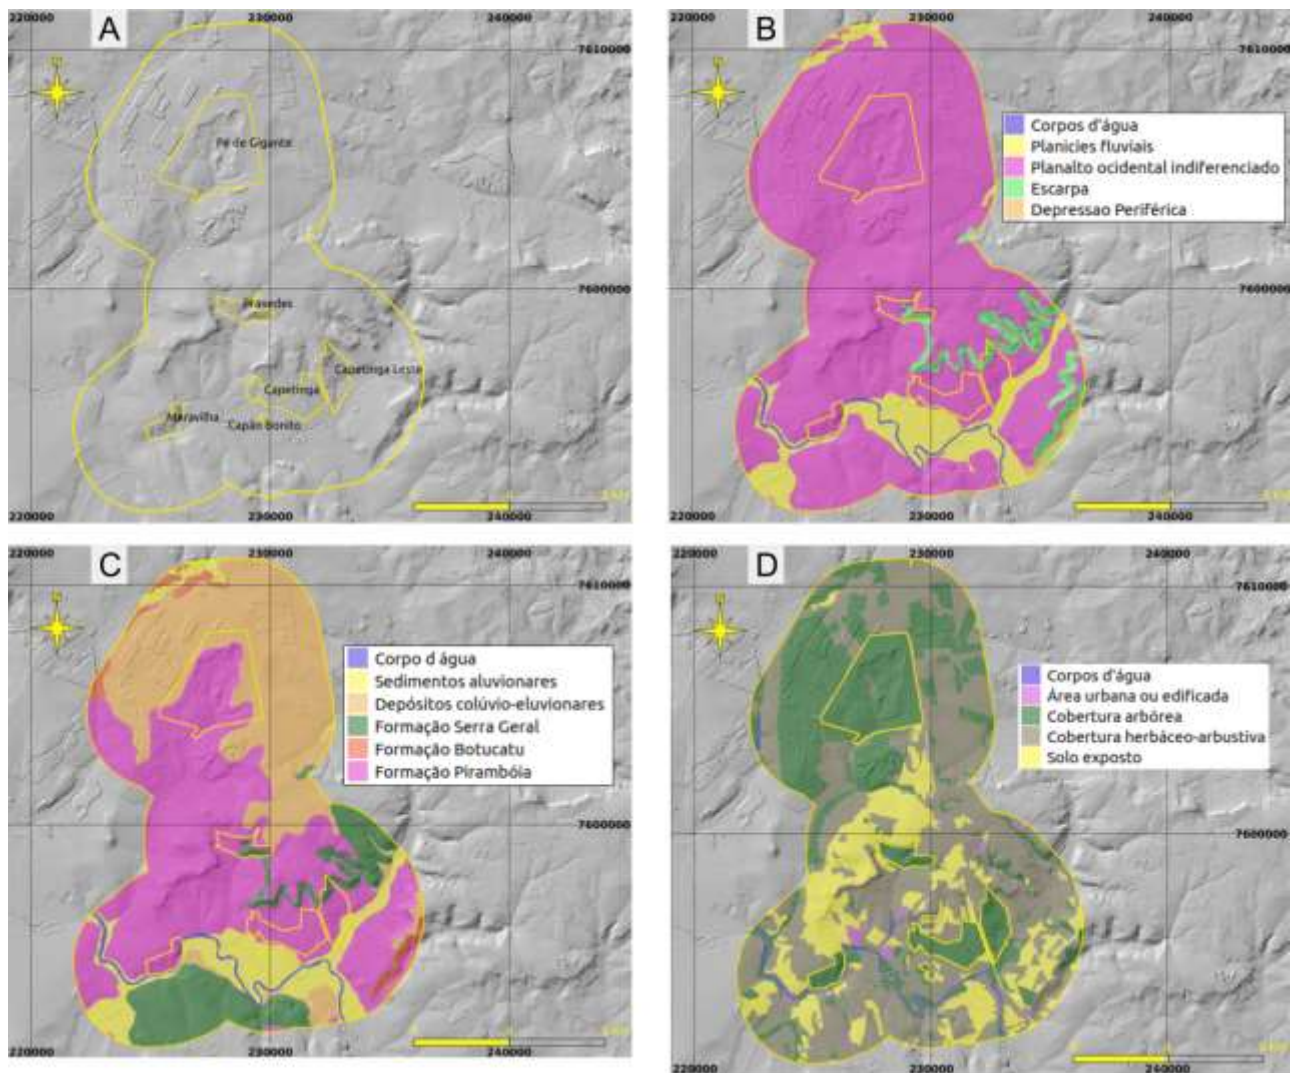 A
220000
230000
240000
7610000
N
Pé de Gigante
7600000
Praxedes
Capetinga Leste
Capetinga
Maravilha
Capão Bonito
220000
230000
240000
B
220000
230000
240000
7610000
N
Corpos d'água
Planicies fluviais
Planalto ocidental indiferenciado
Escarpa
Depressao Periférica
7600000
220000
230000
240000
C
220000
230000
240000
7610000
N
Corpo d água
Sedimentos aluvionares
Depósitos colúvio-eluvionares
Formação Serra Geral
Formação Botucatu
Formação Pirambóia
7600000
220000
230000
240000
D
220000
230000
240000
7610000
N
Corpos d'água
Área urbana ou edificada
Cobertura arbórea
Cobertura herbáceo-arbustiva
Solo exposto
7600000
220000
230000
240000